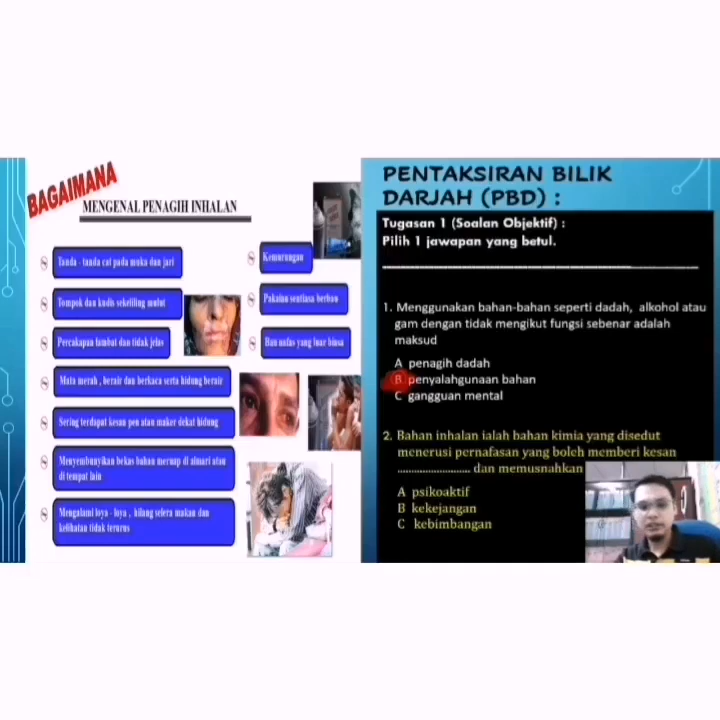 BAGAIMANA
MENGENAL PENAGIH INHALAN
Tanda - tanda cat pada muka dan jari
Tompok dan kudis sekeliling mulut
Percakapan lambat dan tidak jelas
Mata merah , berair dan berkaca serta hidung berair
Sering terdapat kesan pen atau maker dekat hidung
Menyembunyikan bekas bahan meruap di almari atau
di tempat lain
Mengalami loya - loya , hilang selera makan dan
kelihatan tidak terurus
Kemurungan
Pakaian sentiasa berbau
Bau nafas yang luar biasa
PENTAKSIRAN BILIK
DARJAH (PBD) :
Tugasan 1 (Soalan Objektif) :
Pilih 1 jawapan yang betul.
1. Menggunakan bahan-bahan seperti dadah, alkohol atau
gam dengan tidak mengikut fungsi sebenar adalah
maksud
A penagih dadah
B penyalahgunaan bahan
C gangguan mental
2. Bahan inhalan ialah bahan kimia yang disedut
menerusi pernafasan yang boleh memberi kesan
........................ dan memusnahkan
A psikoaktif
B kekejangan
C kebimbangan